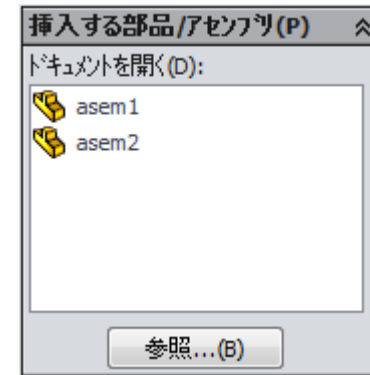 挿入する部品/アセンブリ(P)
ドキュメントを開く(D):
asem1
asem2
参照...(B)